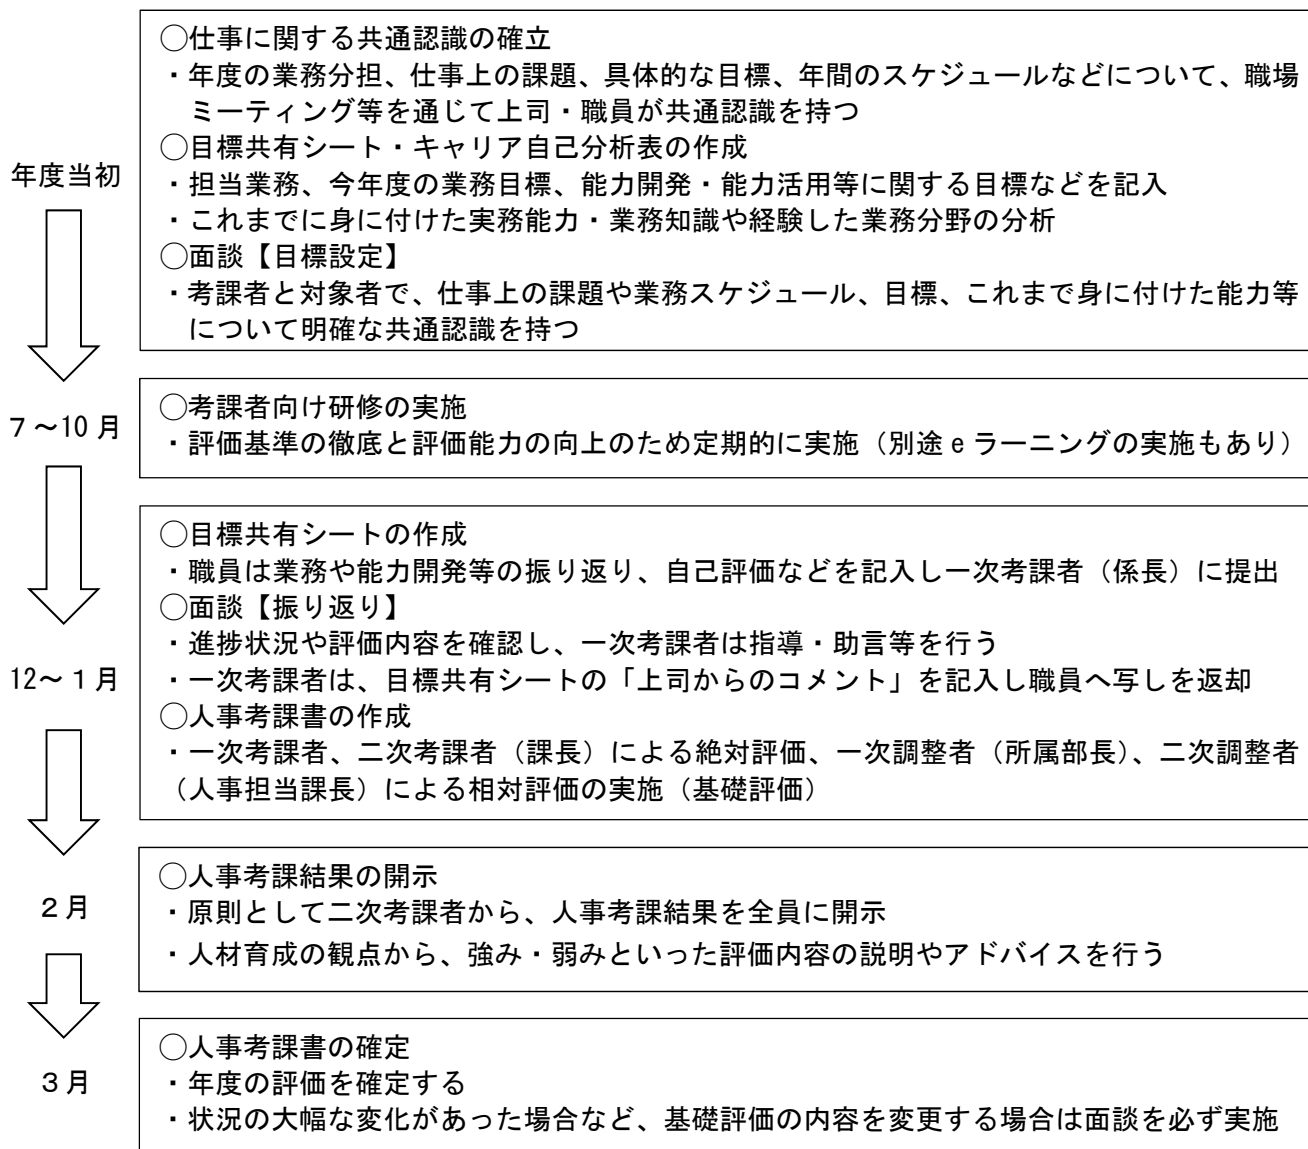 ○仕事に関する共通認識の確立
・年度の業務分担、仕事上の課題、具体的な目標、年間のスケジュールなどについて、職場
ミーティング等を通じて上司・職員が共通認識を持つ
○目標共有シート・キャリア自己分析表の作成
年度当初
・担当業務、今年度の業務目標、能力開発・能力活用等に関する目標などを記入
・これまでに身に付けた実務能力・業務知識や経験した業務分野の分析
○面談【目標設定】
・考課者と対象者で、仕事上の課題や業務スケジュール、目標、これまで身に付けた能力等
について明確な共通認識を持つ
7～10月
○考課者向け研修の実施
・評価基準の徹底と評価能力の向上のため定期的に実施（別途eラーニングの実施もあり）
○目標共有シートの作成
・職員は業務や能力開発等の振り返り、自己評価などを記入し一次考課者（係長）に提出
○面談【振り返り】
・進捗状況や評価内容を確認し、一次考課者は指導・助言等を行う
12～1月
・一次考課者は、目標共有シートの「上司からのコメント」を記入し職員へ写しを返却
○人事考課書の作成
・一次考課者、二次考課者（課長）による絶対評価、一次調整者（所属部長）、二次調整者
（人事担当課長）による相対評価の実施（基礎評価）
○人事考課結果の開示
2月
・原則として二次考課者から、人事考課結果を全員に開示
・人材育成の観点から、強み・弱みといった評価内容の説明やアドバイスを行う
○人事考課書の確定
3月
・年度の評価を確定する
・状況の大幅な変化があった場合など、基礎評価の内容を変更する場合は面談を必ず実施